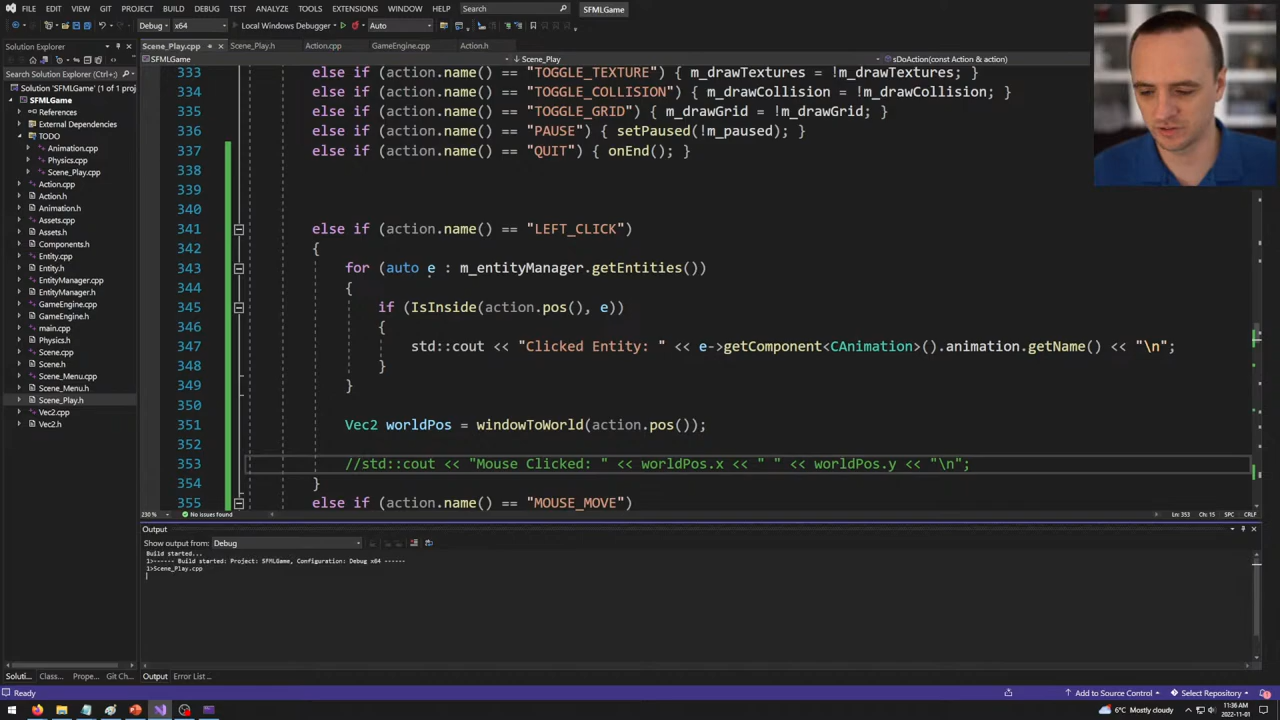 FILE EDIT VIEW GIT PROJECT BUILD DEBUG TEST ANALYZE TOOLS EXTENSIONS WINDOW HELP Search SFMLGame
Debug x64 Local Windows Debugger Auto
Solution Explorer
Search Solution Explorer (Ctrl+;)
Solution 'SFMLGame' (1 of 1 proj
SFMLGame
References
External Dependencies
TODO
Animation.cpp
Physics.cpp
Scene_Play.cpp
Action.cpp
Action.h
Animation.h
Assets.cpp
Assets.h
Components.h
Entity.cpp
Entity.h
EntityManager.cpp
EntityManager.h
GameEngine.cpp
GameEngine.h
main.cpp
Physics.h
Scene.cpp
Scene.h
Scene_Menu.cpp
Scene_Menu.h
Scene_Play.h
Vec2.cpp
Vec2.h
Soluti... Class... Prope... Git Ch...
Scene_Play.cpp Scene_Play.h Action.cpp GameEngine.cpp Action.h
SFMLGame Scene_Play sDoAction(const Action & action)
333 else if (action.name() == "TOGGLE_TEXTURE") { m_drawTextures = !m_drawTextures; }
334 else if (action.name() == "TOGGLE_COLLISION") { m_drawCollision = !m_drawCollision; }
335 else if (action.name() == "TOGGLE_GRID") { m_drawGrid = !m_drawGrid; }
336 else if (action.name() == "PAUSE") { setPaused(!m_paused); }
337 else if (action.name() == "QUIT") { onEnd(); }
338
339
340
341 else if (action.name() == "LEFT_CLICK")
342 {
343 for (auto e : m_entityManager.getEntities())
344 {
345 if (IsInside(action.pos(), e))
346 {
347 std::cout << "Clicked Entity: " << e->getComponent<CAnimation>().animation.getName() << "\n";
348 }
349 }
350
351 Vec2 worldPos = windowToWorld(action.pos());
352
353 //std::cout << "Mouse Clicked: " << worldPos.x << " " << worldPos.y << "\n";
354 }
355 else if (action.name() == "MOUSE_MOVE")
230 % No issues found Ln: 353 Ch: 15 SPC CRLF
Output
Show output from: Debug
Build started...
1>------ Build started: Project: SFMLGame, Configuration: Debug x64 ------
1>Scene_Play.cpp
Output Error List ...
Ready Add to Source Control Select Repository
6°C Mostly cloudy 11:36 AM
2022-11-01